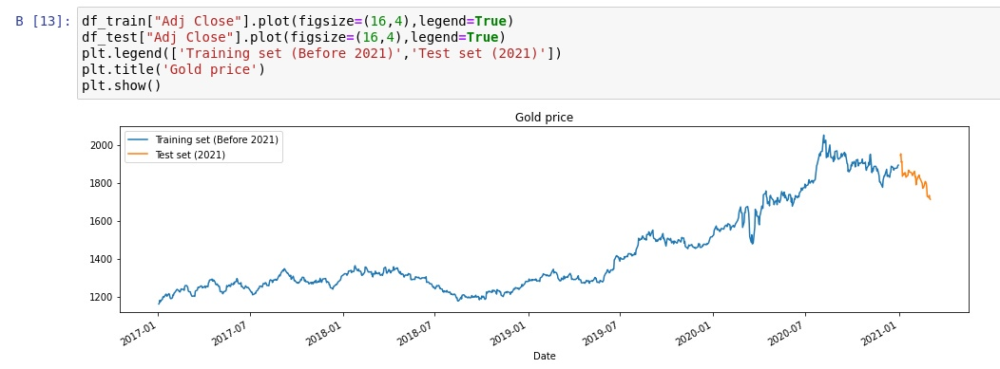 В [13]: df_train["Adj Close"].plot(figsize=(16,4),legend=True)
df_test["Adj Close"].plot(figsize=(16,4),legend=True)
plt.legend(['Training set (Before 2021)','Test set (2021)'])
plt.title('Gold price')
plt.show()
Gold price
Training set (Before 2021)
Test set (2021)
2000
1800
1600
1400
1200
2017-01 2017-07 2018-01 2018-07 2019-01 2019-07 2020-01 2020-07 2021-01
Date